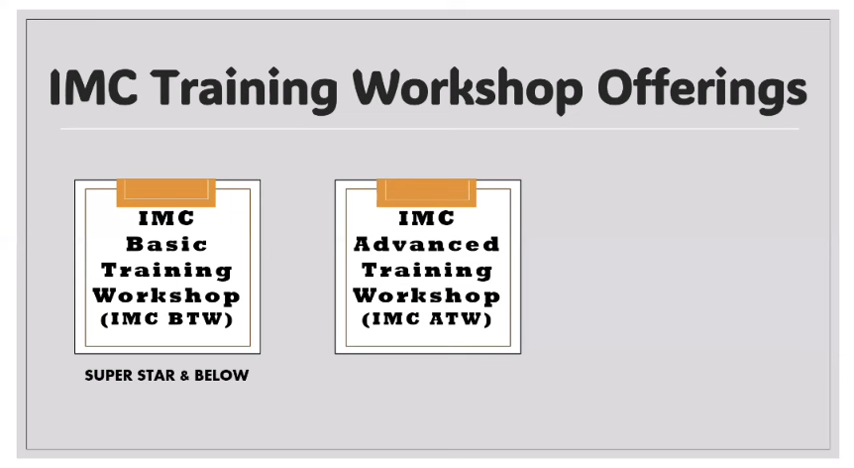 IMC Training Workshop Offerings
IMC
Basic
Training
Workshop
(IMC BTW)
SUPER STAR & BELOW
IMC
Advanced
Training
Workshop
(IMC ATW)